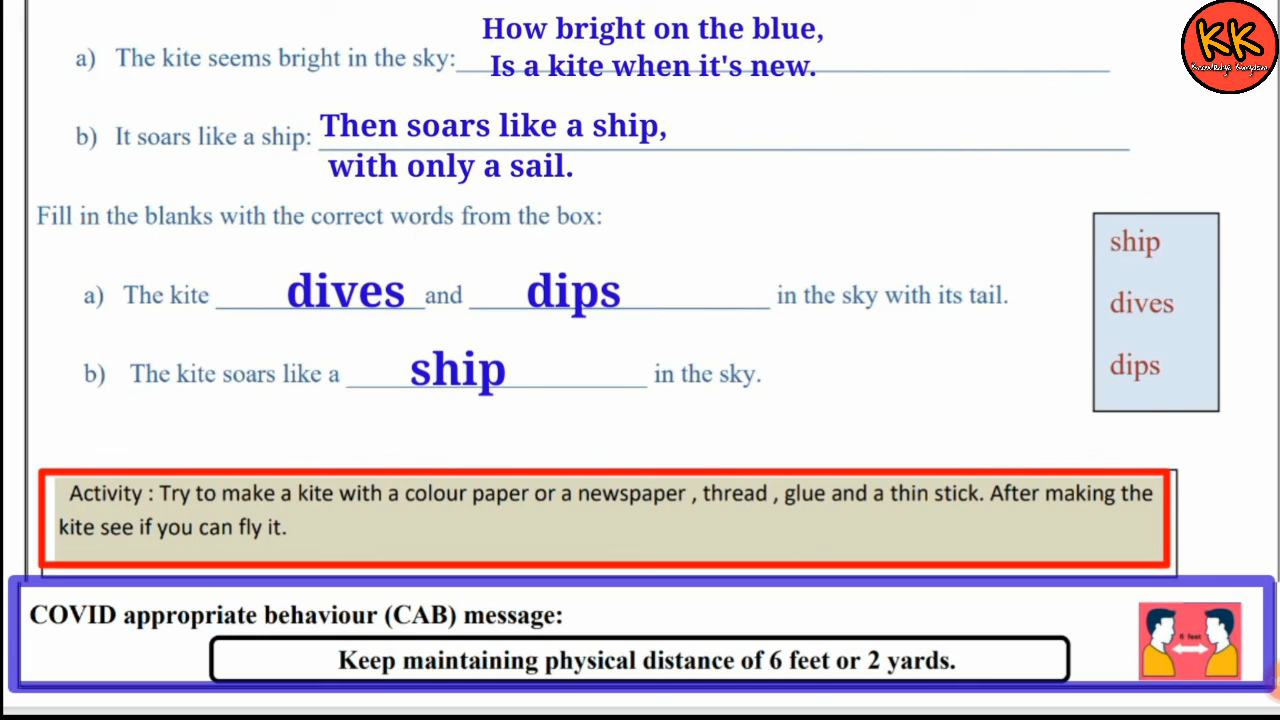 How bright on the blue,
a) The kite seems bright in the sky: Is a kite when it's new.
b) It soars like a ship: Then soars like a ship,
with only a sail.
Fill in the blanks with the correct words from the box:
ship
a) The kite dives and dips in the sky with its tail.
dives
b) The kite soars like a ship in the sky.
dips
Activity : Try to make a kite with a colour paper or a newspaper , thread , glue and a thin stick. After making the
kite see if you can fly it.
COVID appropriate behaviour (CAB) message:
Keep maintaining physical distance of 6 feet or 2 yards.
6 feet
KK
Knowledge Kingdom